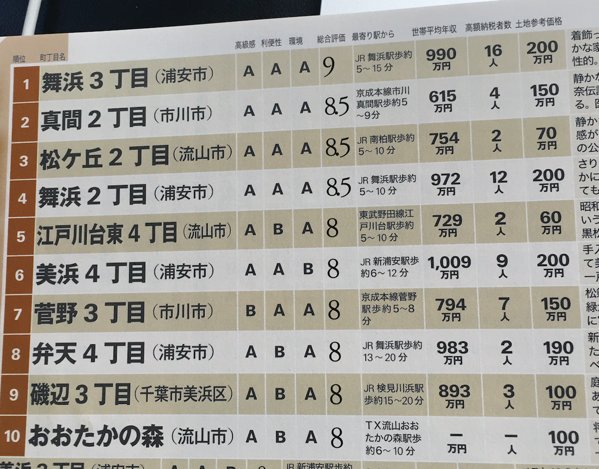 順位 町丁目名 高級感 利便性 環境 総合評価 最寄り駅から 世帯平均年収 高額納税者数 土地参考価格
1 舞浜3丁目(浦安市) A A A 9 JR 舞浜駅歩約5〜15分 990万円 16人 200万円
2 真間2丁目(市川市) A A A 8.5 京成本線市川真間駅歩約5〜9分 615万円 4人 150万円
3 松ケ丘2丁目(流山市) A A A 8.5 JR 南柏駅歩約5〜10分 754万円 2人 70万円
4 舞浜2丁目(浦安市) A A A 8.5 JR 舞浜駅歩約5〜10分 972万円 12人 200万円
5 江戸川台東4丁目(流山市) A B A 8 東武野田線江戸川台駅歩約5〜10分 729万円 2人 60万円
6 美浜4丁目(浦安市) A A B 8 JR 新浦安駅歩約6〜12分 1,009万円 9人 200万円
7 菅野3丁目(市川市) B A A 8 京成本線菅野駅歩約5〜8分 794万円 7人 150万円
8 弁天4丁目(浦安市) A B A 8 JR 舞浜駅歩約13〜20分 983万円 2人 190万円
9 磯辺3丁目(千葉市美浜区) A B A 8 JR 検見川浜駅歩約15〜20分 893万円 3人 100万円
10 おおたかの森(流山市) A B A 8 TX流山おおたかの森駅歩約6〜10分 ー万円 ー人 100万円